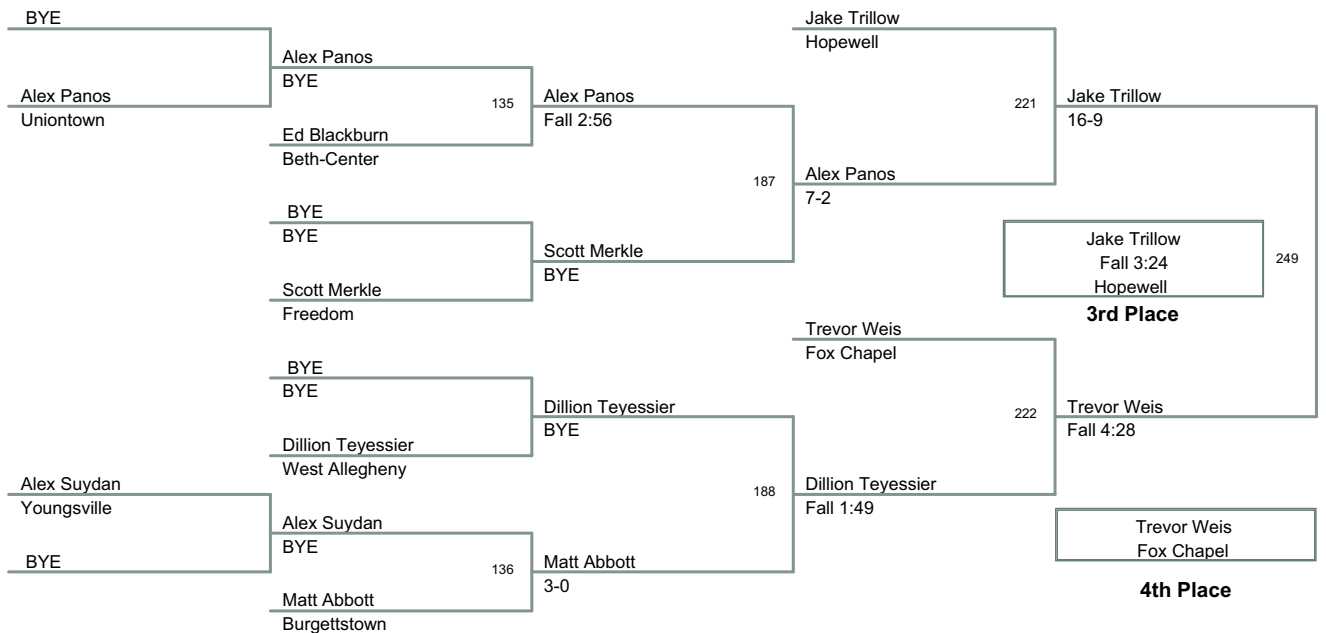 BYE
Alex Panos
Uniontown
Alex Suydan
Youngsville
BYE
Alex Panos
BYE
135
Ed Blackburn
Beth-Center
BYE
BYE
Scott Merkle
Freedom
BYE
BYE
Dillion Teyessier
West Allegheny
Alex Suydan
BYE
136
Matt Abbott
Burgettstown
Alex Panos
Fall 2:56
187
Scott Merkle
BYE
Dillion Teyessier
BYE
188
Matt Abbott
3-0
Jake Trillow
Hopewell
221
Alex Panos
7-2
Trevor Weis
Fox Chapel
222
Dillion Teyessier
Fall 1:49
Jake Trillow
16-9
Jake Trillow
Fall 3:24
Hopewell
249
3rd Place
Trevor Weis
Fall 4:28
Trevor Weis
Fox Chapel
4th Place